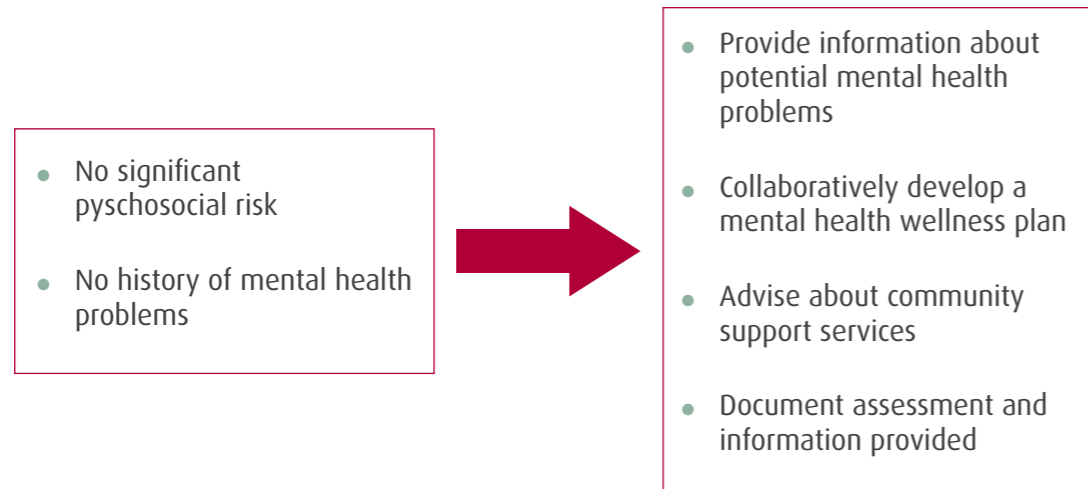 No significant
pyschosocial risk
No history of mental health
problems
Provide information about
potential mental health
problems
Collaboratively develop a
mental health wellness plan
Advise about community
support services
Document assessment and
information provided